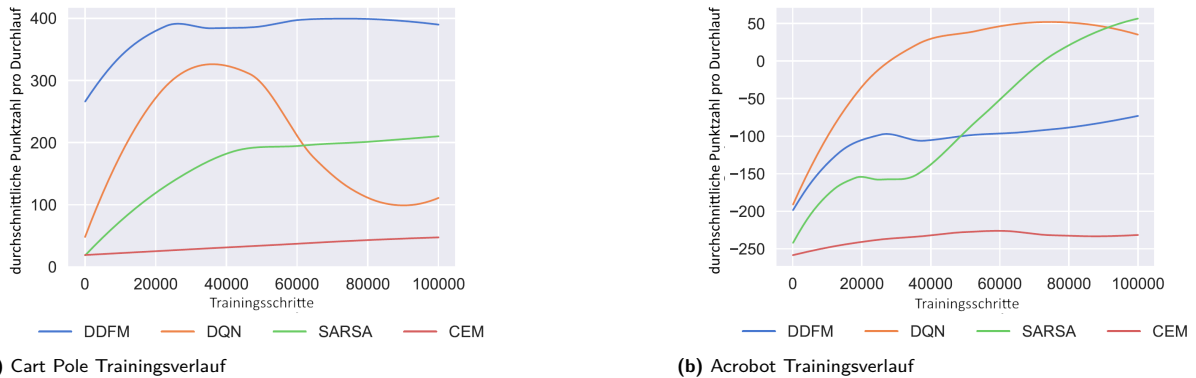 durchschnittliche Punktzahl pro Durchlauf
400
300
200
100
0
0 20000 40000 60000 80000 100000
Trainingsschritte
DDFM DQN SARSA CEM
) Cart Pole Trainingsverlauf
durchschnittliche Punktzahl pro Durchlauf
50
0
−50
−100
−150
−200
−250
0 20000 40000 60000 80000 100000
Trainingsschritte
DDFM DQN SARSA CEM
(b) Acrobot Trainingsverlauf